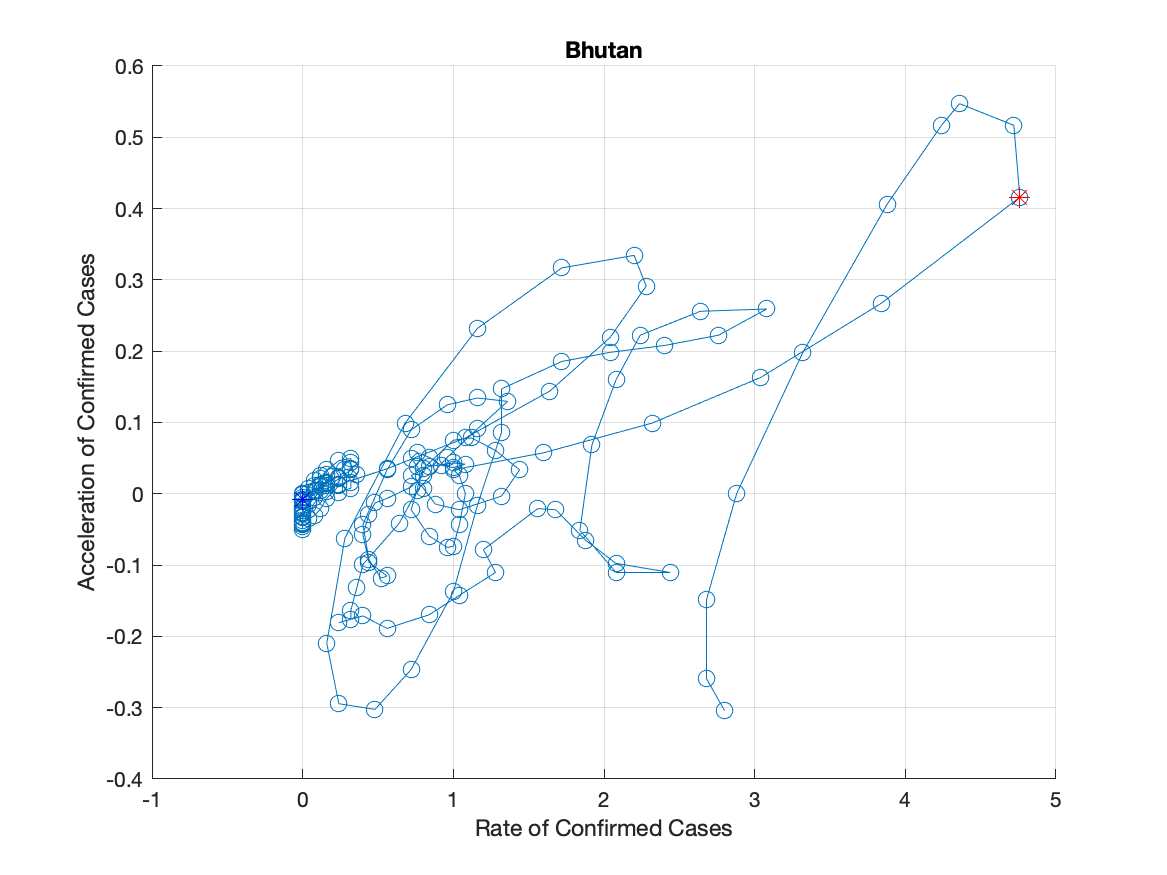 Bhutan
0.6
0.5
0.4
0.3
0.2
0.1
0
-0.1
-0.2
-0.3
-0.4
Acceleration of Confirmed Cases
-1 0 1 2 3 4 5
Rate of Confirmed Cases